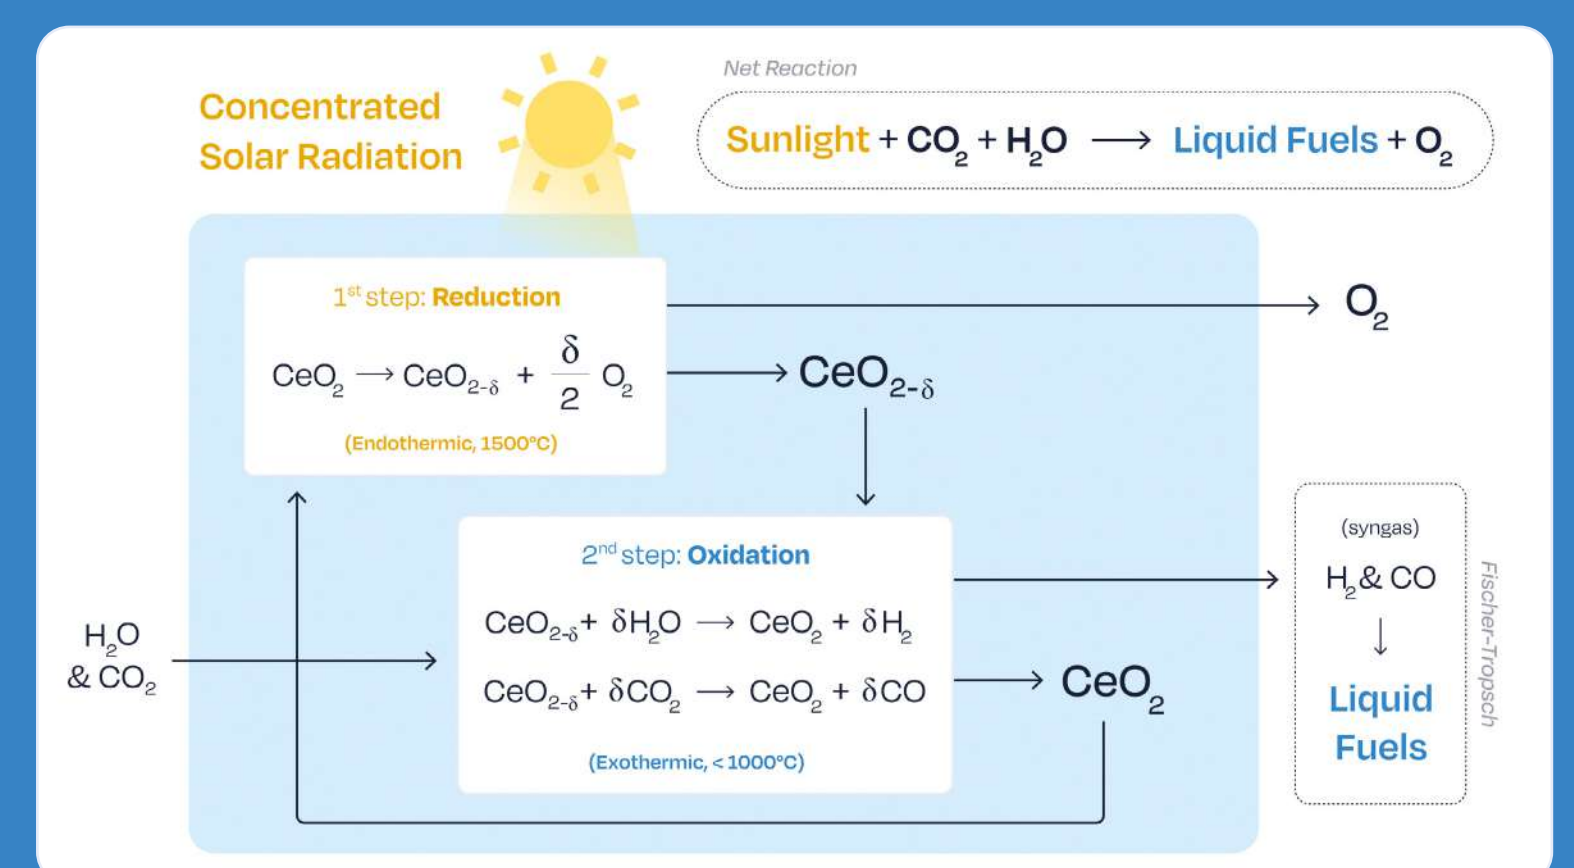 Concentrated
Solar Radiation
Net Reaction
Sunlight + CO₂ + H₂O ⟶ Liquid Fuels + O₂
1ˢᵗ step: Reduction
CeO₂ ⟶ CeO₂₋δ + δ/2 O₂
(Endothermic, 1500°C)
O₂
CeO₂₋δ
2ⁿᵈ step: Oxidation
CeO₂₋δ + δH₂O ⟶ CeO₂ + δH₂
CeO₂₋δ + δCO₂ ⟶ CeO₂ + δCO
(Exothermic, < 1000°C)
H₂O
& CO₂
CeO₂
(syngas)
H₂ & CO
↓
Liquid
Fuels
Fischer-Tropsch